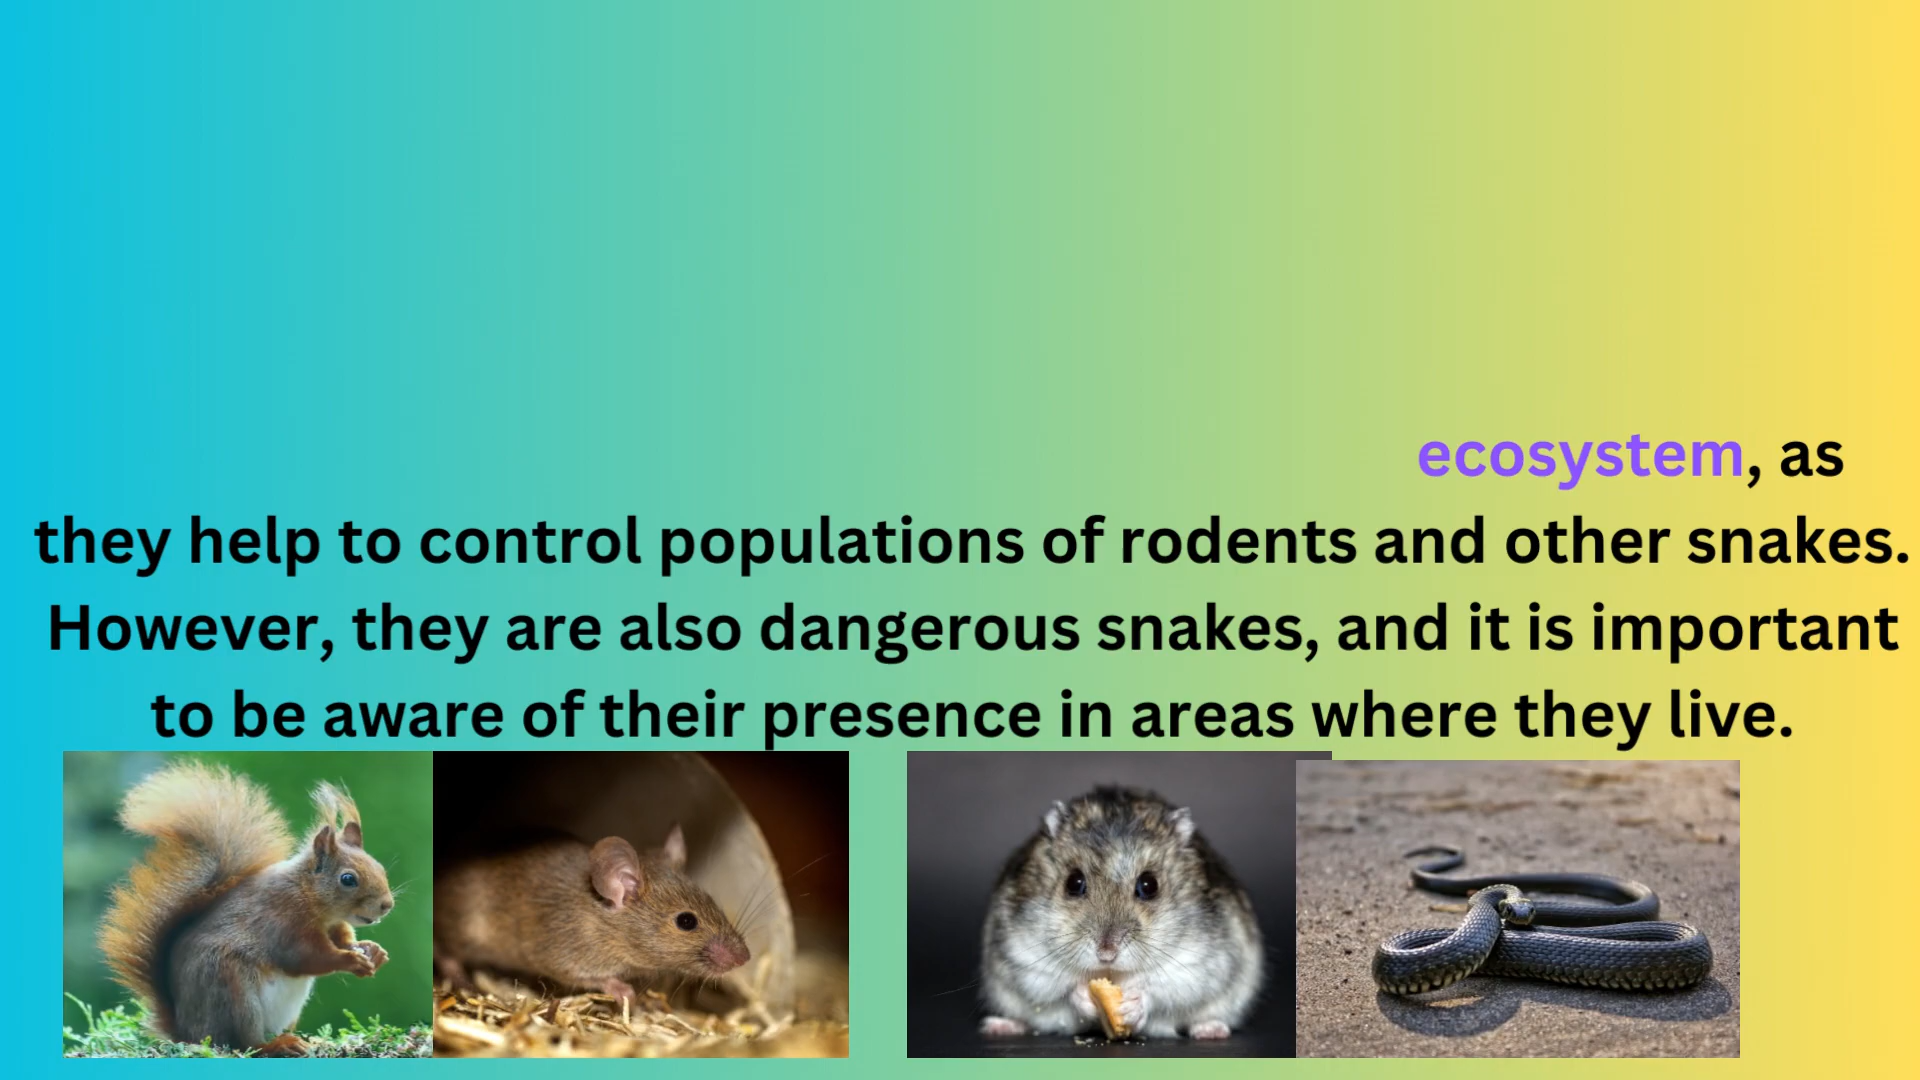 ecosystem, as
they help to control populations of rodents and other snakes.
However, they are also dangerous snakes, and it is important
to be aware of their presence in areas where they live.